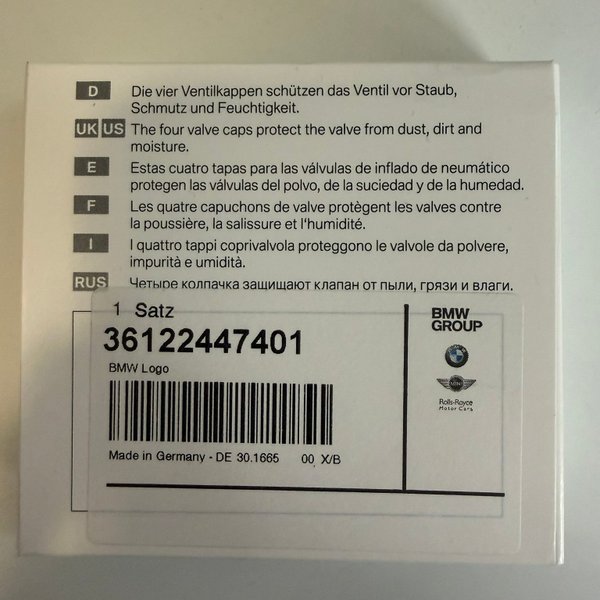 D Die vier Ventilkappen schützen das Ventil vor Staub,
Schmutz und Feuchtigkeit.
UK US The four valve caps protect the valve from dust, dirt and
moisture.
E Estas cuatro tapas para las válvulas de inflado de neumático
protegen las válvulas del polvo, de la suciedad y de la humedad.
F Les quatre capuchons de valve protègent les valves contre
la poussière, la salissure et l'humidité.
I I quattro tappi coprivalvola proteggono le valvole da polvere,
impurità e umidità.
RUS Четыре колпачка защищают клапан от пыли, грязи и влаги.
1 Satz
36122447401
BMW Logo
Made in Germany - DE 30.1665 00 X/B
BMW
GROUP
BMW
MINI
Rolls-Royce
Motor Cars